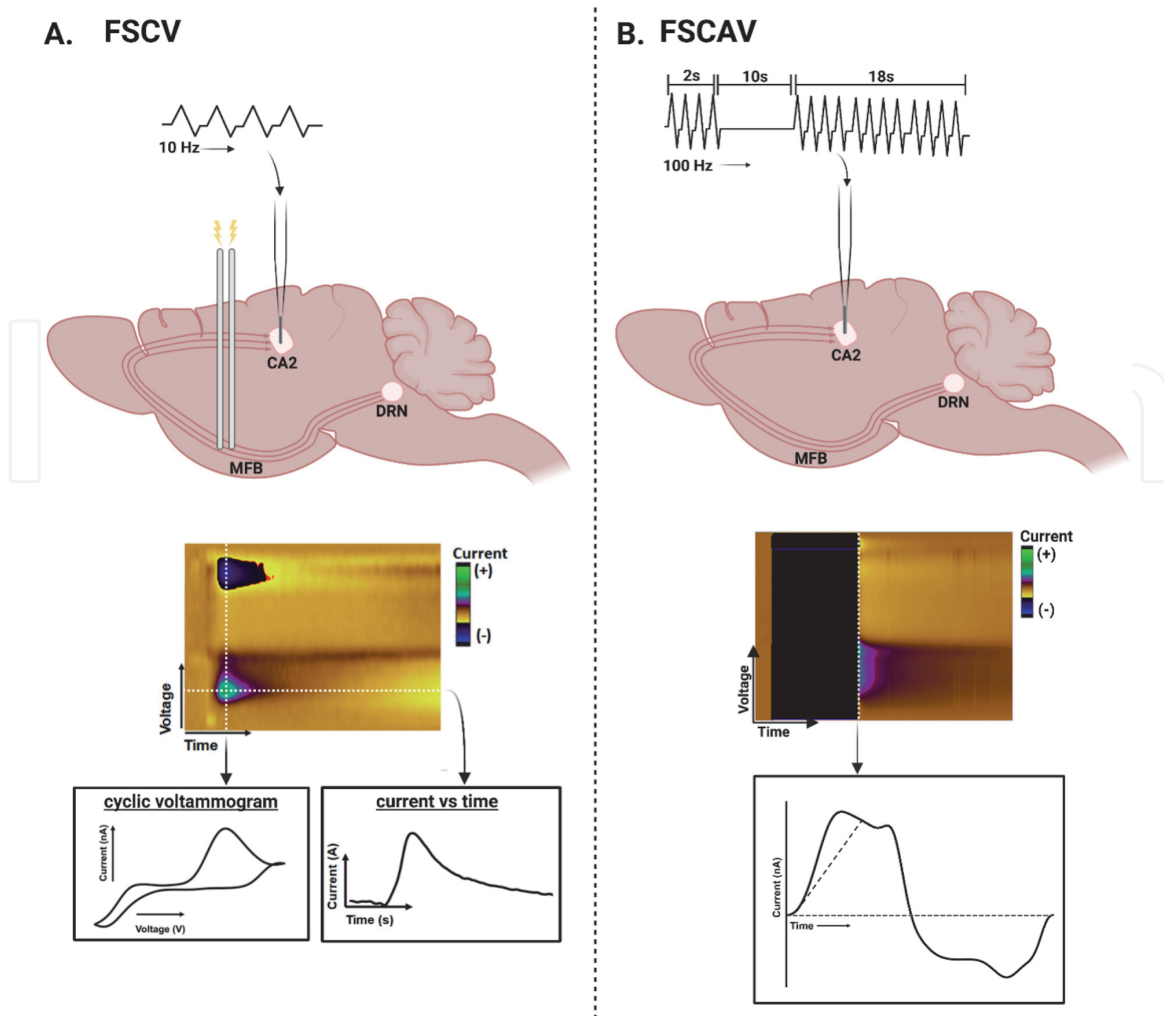 A. FSCV
10 Hz
CA2
DRN
MFB
Current
(+)
(-)
Voltage
Time
cyclic voltammogram
Current (nA)
Voltage (V)
current vs time
Current (A)
Time (s)
B. FSCAV
2s 10s 18s
100 Hz
CA2
DRN
MFB
Current
(+)
(-)
Voltage
Time
Current (nA)
Time